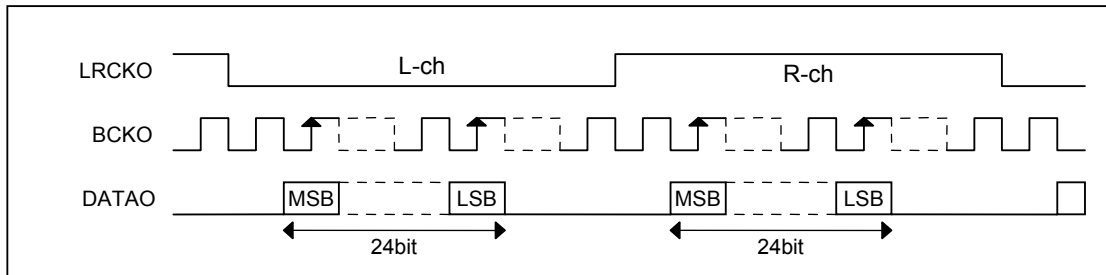 LRCKO
L-ch
R-ch
BCKO
DATAO
MSB
LSB
MSB
LSB
24bit
24bit